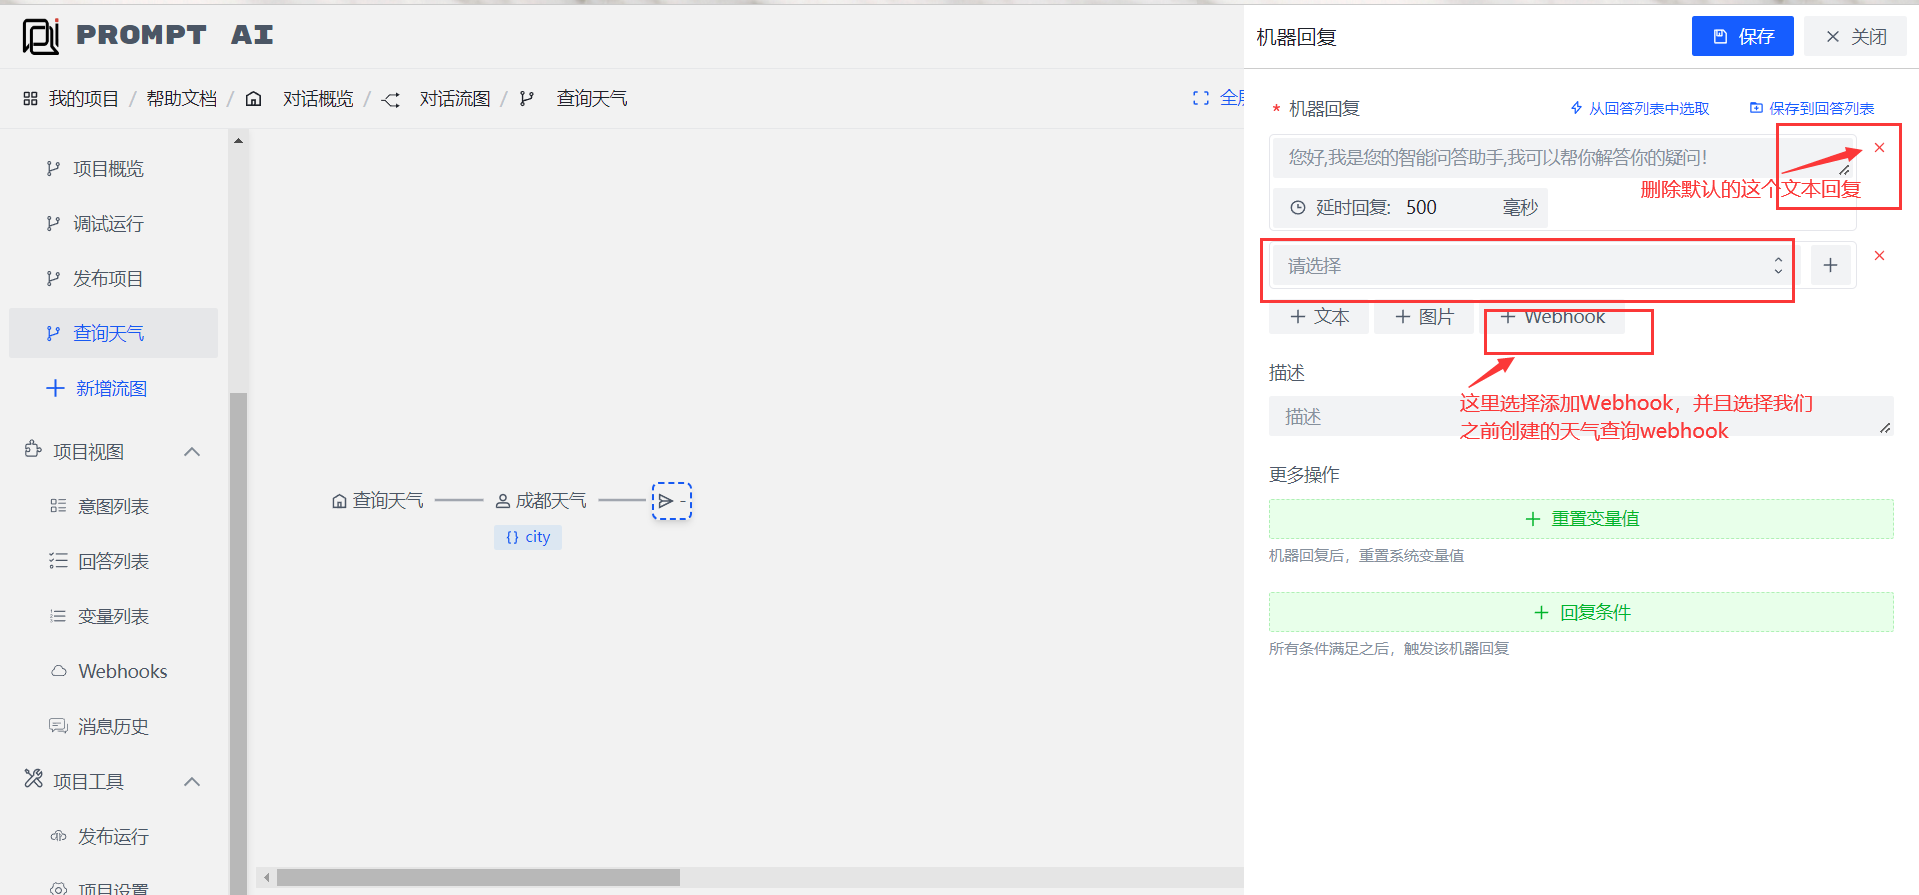 PROMPT AI
我的项目 / 帮助文档 / 对话概览 / 对话流图 / 查询天气
全屏
项目概览
调试运行
发布项目
查询天气
新增流图
项目视图
意图列表
回答列表
变量列表
Webhooks
消息历史
项目工具
发布运行
项目设置
查询天气
成都天气
{} city
-
机器回复
保存
关闭
* 机器回复
从回答列表中选取
保存到回答列表
您好,我是您的智能问答助手,我可以帮你解答你的疑问!
删除默认的这个文本回复
延时回复: 500 毫秒
请选择
+ 文本
+ 图片
+ Webhook
描述
描述
这里选择添加Webhook，并且选择我们
之前创建的天气查询webhook
更多操作
+ 重置变量值
机器回复后，重置系统变量值
+ 回复条件
所有条件满足之后，触发该机器回复